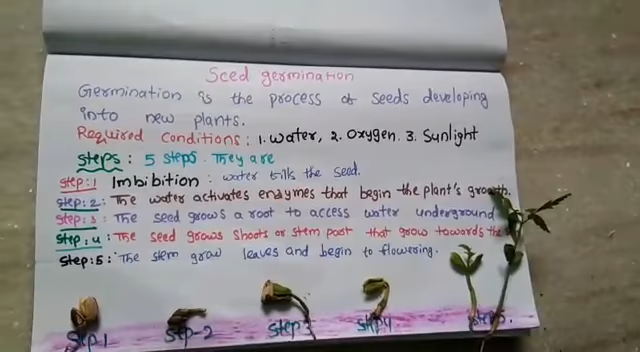 Seed germination
Germination is the process of seeds developing
into new plants.
Required Conditions : 1. Water, 2. Oxygen. 3. Sunlight
Steps : 5 steps. They are
Step:1 Imbibition : water fills the seed.
Step:2: The water activates enzymes that begin the plant's growth.
Step:3 : The seed grows a root to access water underground
Step:4 : The seed grows shoots or stem part that grow towards the
Step:5: The stem grow leaves and begin to flowering.
Step 1 Step-2 Step 3 Step 4 Step 5.